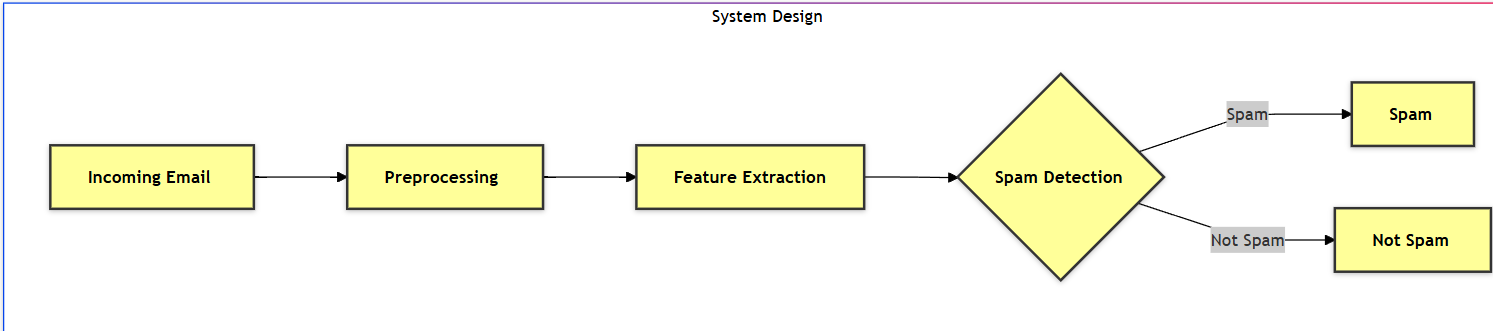 System Design
Incoming Email
Preprocessing
Feature Extraction
Spam Detection
Spam
Spam
Not Spam
Not Spam